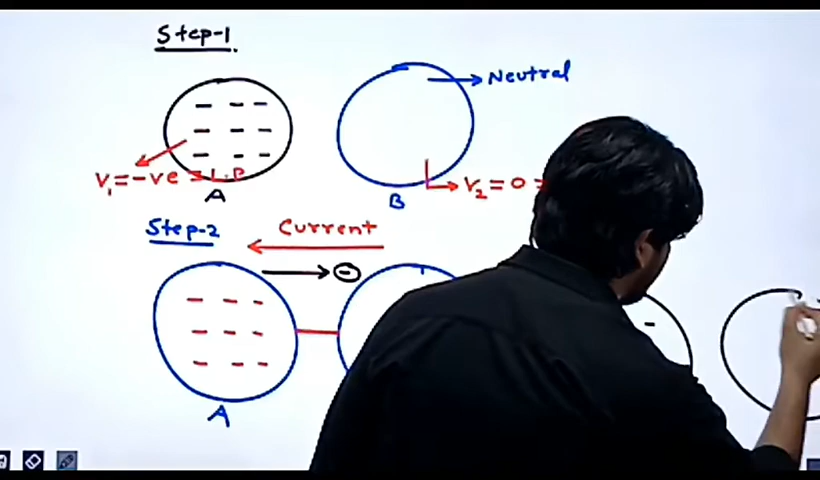 Step-1
Neutral
V₁=-ve = L.P
A
B
V₂ = 0 =
Step-2
Current
A